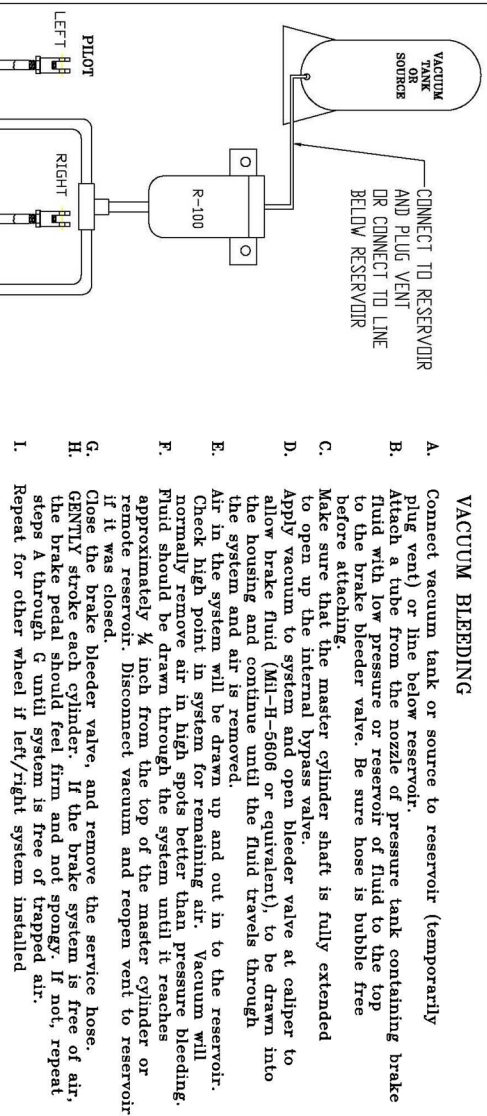 VACUUM
TANK
OR
SOURCE
CONNECT TO RESERVOIR
AND PLUG VENT
OR CONNECT TO LINE
BELOW RESERVOIR
R-100
PILOT
LEFT
RIGHT
VACUUM BLEEDING
A. Connect vacuum tank or source to reservoir (temporarily
plug vent) or line below reservoir.
B. Attach a tube from the nozzle of pressure tank containing brake
fluid with low pressure or reservoir of fluid to the top
to the brake bleeder valve. Be sure hose is bubble free
before attaching.
C. Make sure that the master cylinder shaft is fully extended
to open up the internal bypass valve.
D. Apply vacuum to system and open bleeder valve at caliper to
allow brake fluid (Mil-H-5606 or equivalent), to be drawn into
the housing and continue until the fluid travels through
the system and air is removed.
E. Air in the system will be drawn up and out in to the reservoir.
Check high point in system for remaining air. Vacuum will
normally remove air in high spots better than pressure bleeding.
F. Fluid should be drawn through the system until it reaches
approximately ¼ inch from the top of the master cylinder or
remote reservoir. Disconnect vacuum and reopen vent to reservoir
if it was closed.
G. Close the brake bleeder valve, and remove the service hose.
H. GENTLY stroke each cylinder. If the brake system is free of air,
the brake pedal should feel firm and not spongy. If not, repeat
steps A through G until system is free of trapped air.
I. Repeat for other wheel if left/right system installed